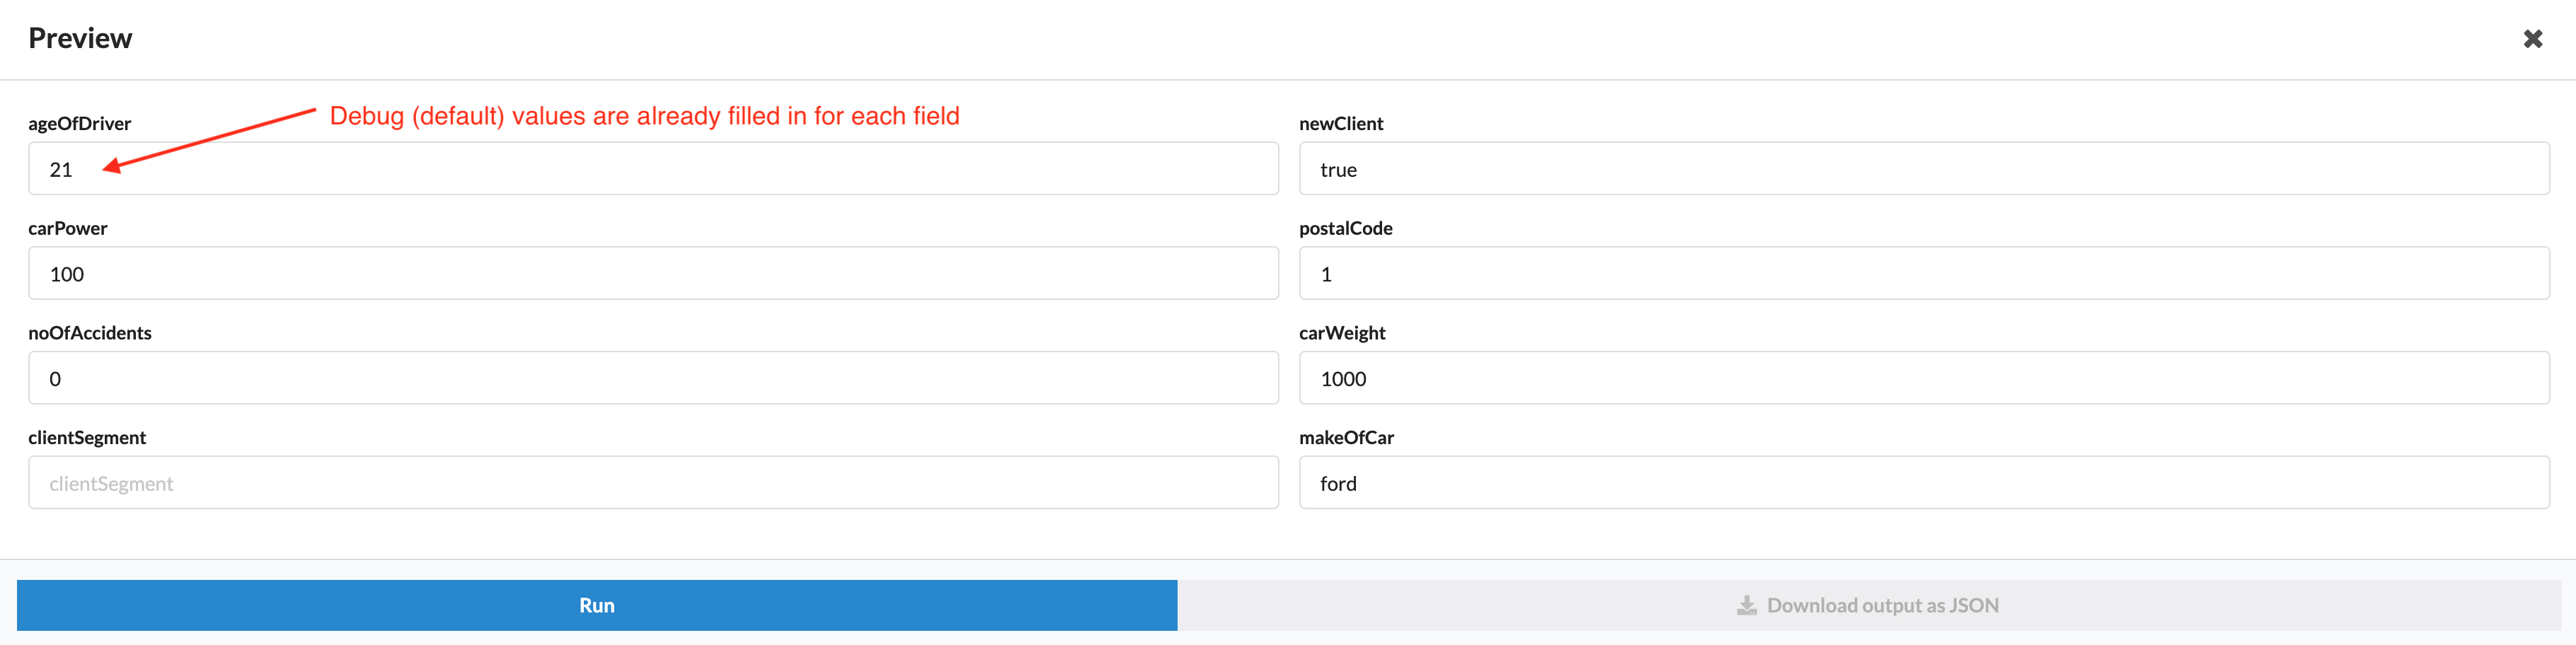 Preview
Debug (default) values are already filled in for each field
ageOfDriver
21
newClient
true
carPower
100
postalCode
1
noOfAccidents
0
carWeight
1000
clientSegment
clientSegment
makeOfCar
ford
Run
Download output as JSON